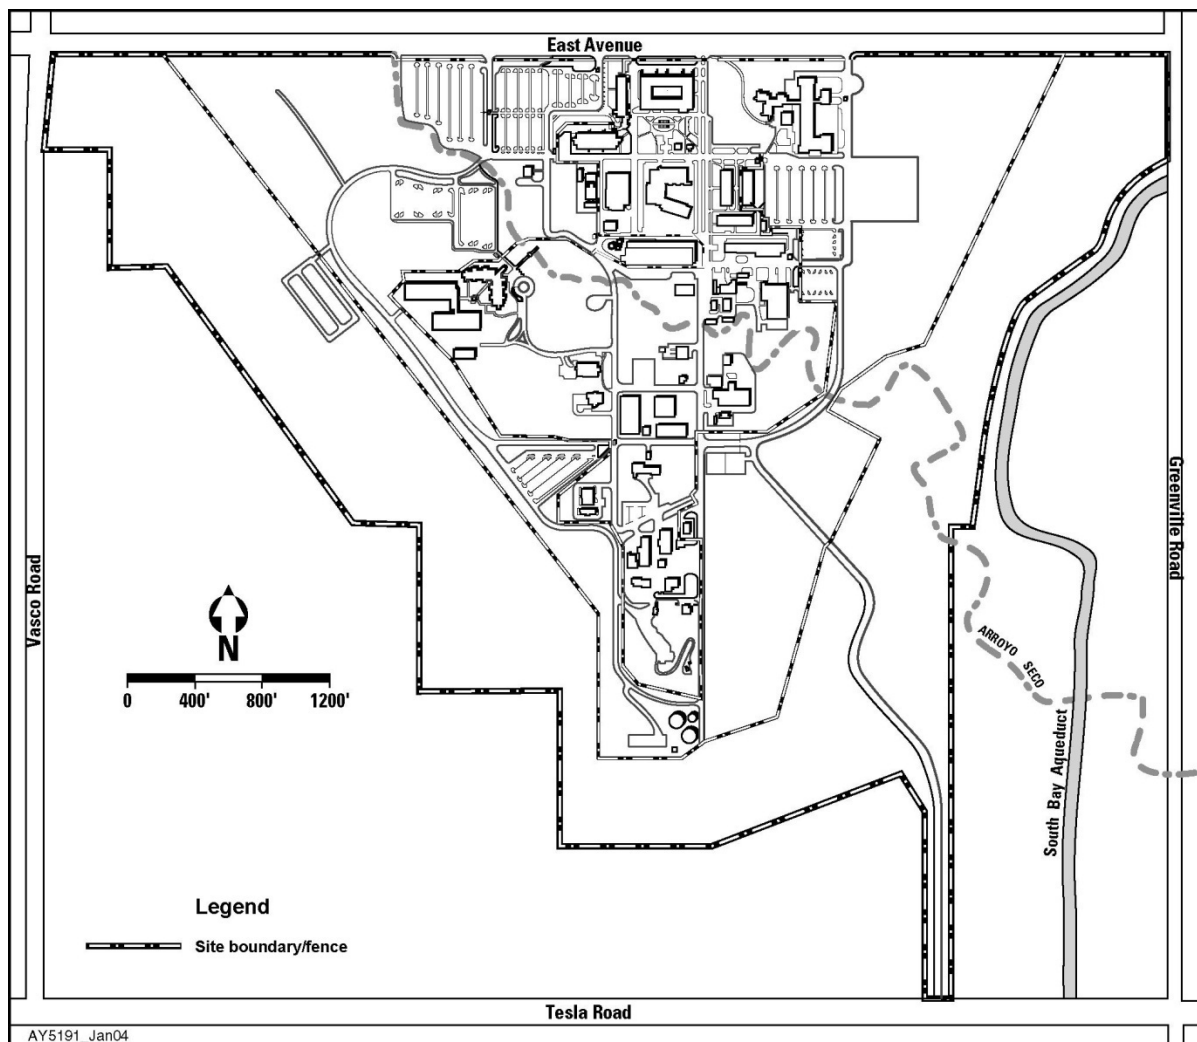 East Avenue
Vasco Road
Greenville Road
N
0 400' 800' 1200'
ARROYO SECO
South Bay Aqueduct
Legend
Site boundary/fence
Tesla Road
AY5191_Jan04